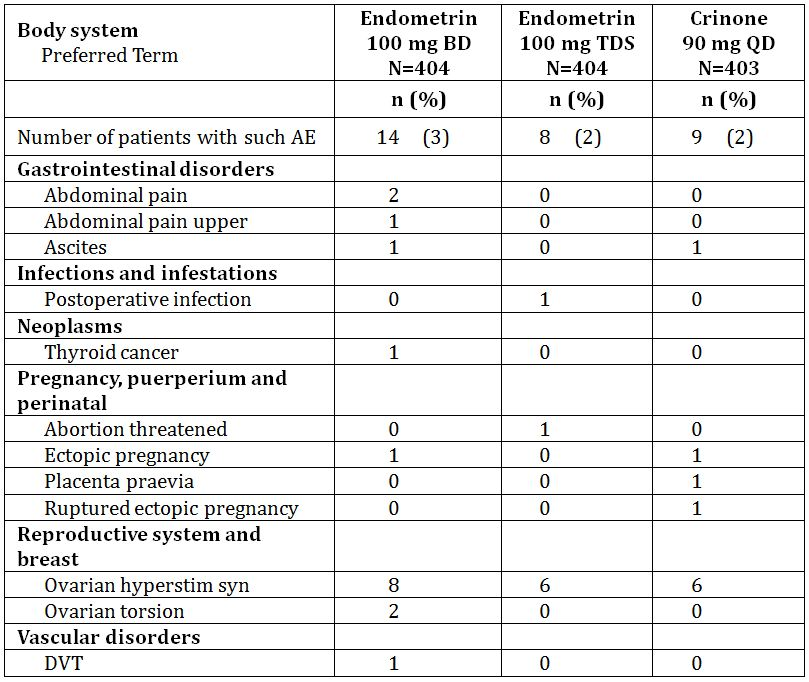 Body system Endometrin Endometrin Crinone
Preferred Term 100 mg BD 100 mg TDS 90 mg QD
N=404 N=404 N=403
n (%) n (%) n (%)
Number of patients with such AE 14 (3) 8 (2) 9 (2)
Gastrointestinal disorders
Abdominal pain 2 0 0
Abdominal pain upper 1 0 0
Ascites 1 0 1
Infections and infestations
Postoperative infection 0 1 0
Neoplasms
Thyroid cancer 1 0 0
Pregnancy, puerperium and
perinatal
Abortion threatened 0 1 0
Ectopic pregnancy 1 0 1
Placenta praevia 0 0 1
Ruptured ectopic pregnancy 0 0 1
Reproductive system and
breast
Ovarian hyperstim syn 8 6 6
Ovarian torsion 2 0 0
Vascular disorders
DVT 1 0 0